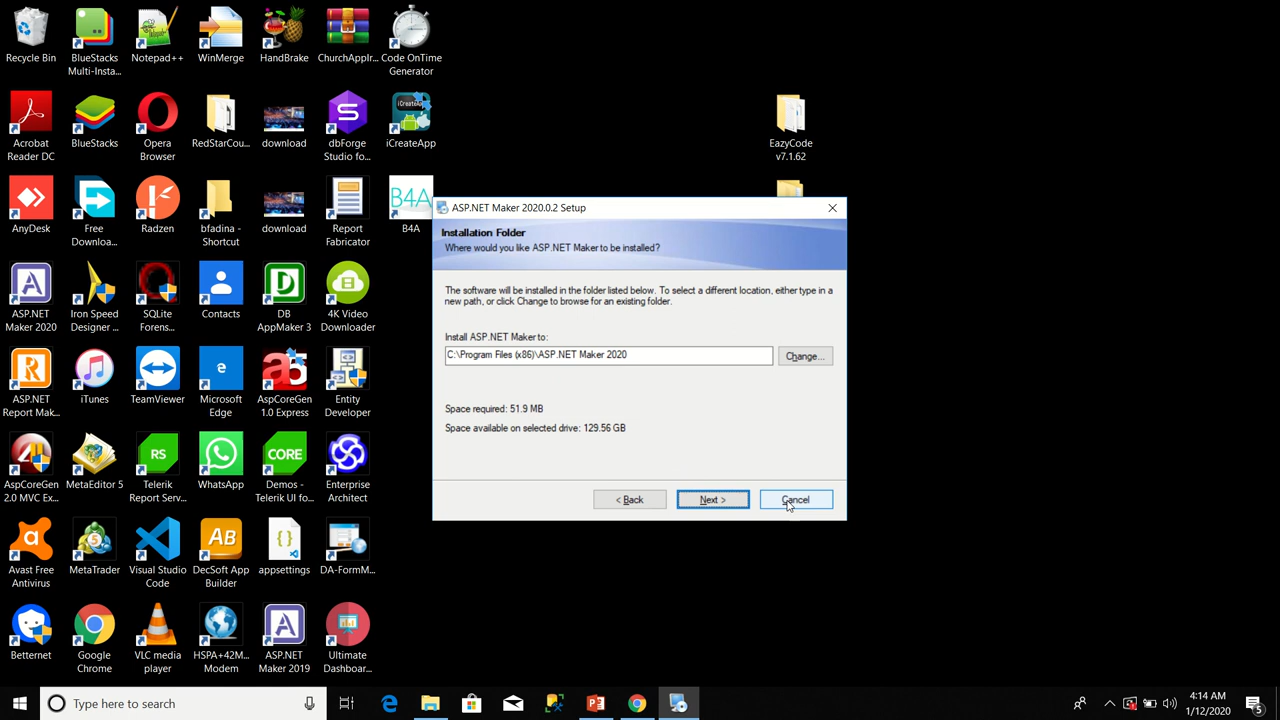 Recycle Bin
BlueStacks
Multi-Insta...
Notepad++
WinMerge
HandBrake
ChurchAppIr...
Code OnTime
Generator
Acrobat
Reader DC
BlueStacks
Opera
Browser
RedStarCou...
download
dbForge
Studio fo...
iCreateApp
iCreateApp
EazyCode
v7.1.62
AnyDesk
Free
Downloa...
Radzen
bfadina -
Shortcut
download
Report
Fabricator
B4A
B4A
ASP.NET
Maker 2020
Iron Speed
Designer ...
SQLite
Forens...
Contacts
DB
AppMaker 3
4K Video
Downloader
ASP.NET
Report Mak...
iTunes
TeamViewer
Microsoft
Edge
AspCoreGen
1.0 Express
Entity
Developer
AspCoreGen
2.0 MVC Ex...
MetaEditor 5
RS
Telerik
Report Serv...
WhatsApp
CORE
Demos -
Telerik UI fo...
Enterprise
Architect
Avast Free
Antivirus
MetaTrader
Visual Studio
Code
AB
DecSoft App
Builder
appsettings
DA-FormM...
Betternet
Google
Chrome
VLC media
player
HSPA+42M...
Modem
ASP.NET
Maker 2019
Ultimate
Dashboar...
ASP.NET Maker 2020.0.2 Setup
Installation Folder
Where would you like ASP.NET Maker to be installed?
The software will be installed in the folder listed below. To select a different location, either type in a
new path, or click Change to browse for an existing folder.
Install ASP.NET Maker to:
C:\Program Files (x86)\ASP.NET Maker 2020
Change...
Space required: 51.9 MB
Space available on selected drive: 129.56 GB
< Back
Next >
Cancel
Type here to search
4:14 AM
1/12/2020
5